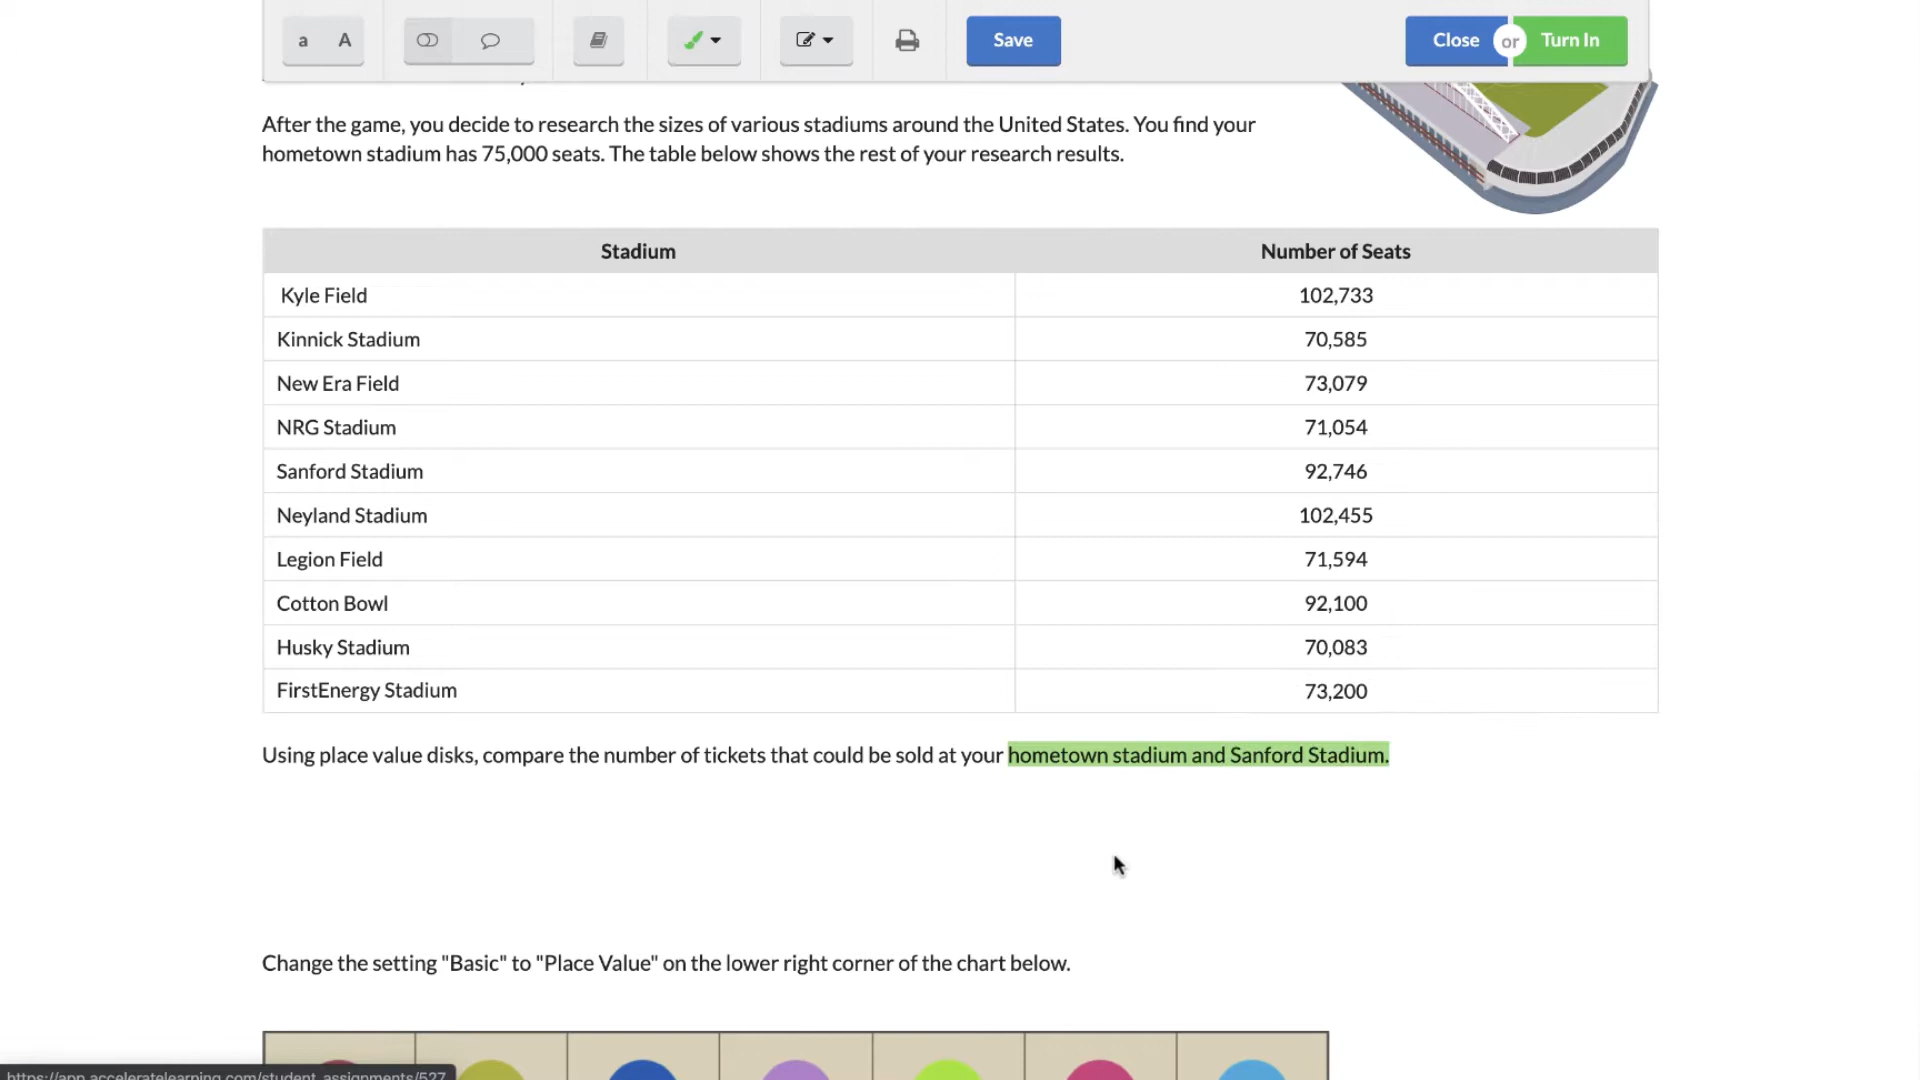 a A Save Close or Turn In
After the game, you decide to research the sizes of various stadiums around the United States. You find your
hometown stadium has 75,000 seats. The table below shows the rest of your research results.
Stadium Number of Seats
Kyle Field 102,733
Kinnick Stadium 70,585
New Era Field 73,079
NRG Stadium 71,054
Sanford Stadium 92,746
Neyland Stadium 102,455
Legion Field 71,594
Cotton Bowl 92,100
Husky Stadium 70,083
FirstEnergy Stadium 73,200
Using place value disks, compare the number of tickets that could be sold at your hometown stadium and Sanford Stadium.
Change the setting "Basic" to "Place Value" on the lower right corner of the chart below.
https://app.acceleratelearning.com/student_assignments/527